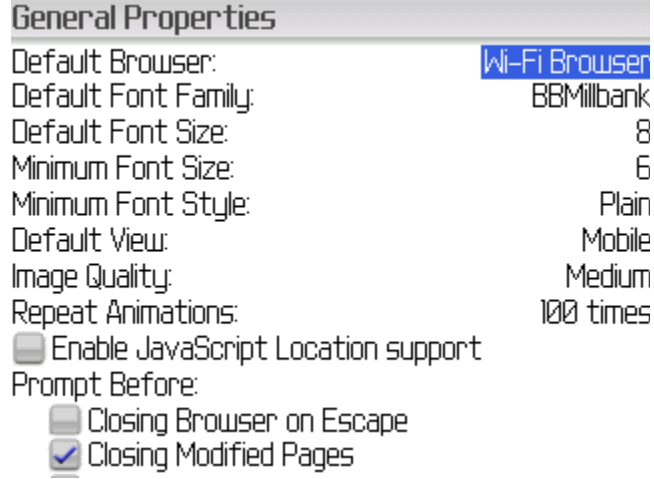 General Properties
Default Browser: Wi-Fi Browser
Default Font Family: BBMillbank
Default Font Size: 8
Minimum Font Size: 6
Minimum Font Style: Plain
Default View: Mobile
Image Quality: Medium
Repeat Animations: 100 times
Enable JavaScript Location support
Prompt Before:
Closing Browser on Escape
Closing Modified Pages